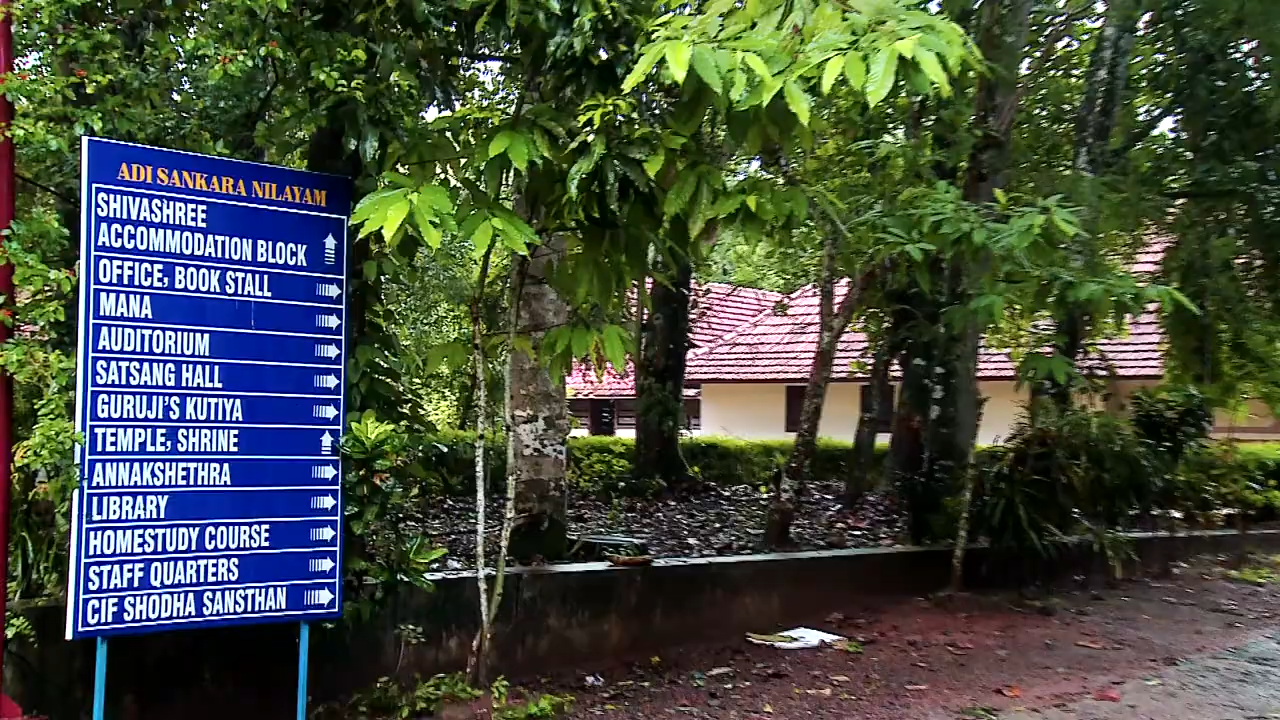 ADI SANKARA NILAYAM
SHIVASHREE
ACCOMMODATION BLOCK
OFFICE, BOOK STALL
MANA
AUDITORIUM
SATSANG HALL
GURUJI'S KUTIYA
TEMPLE, SHRINE
ANNAKSHETHRA
LIBRARY
HOMESTUDY COURSE
STAFF QUARTERS
CIF SHODHA SANSTHAN